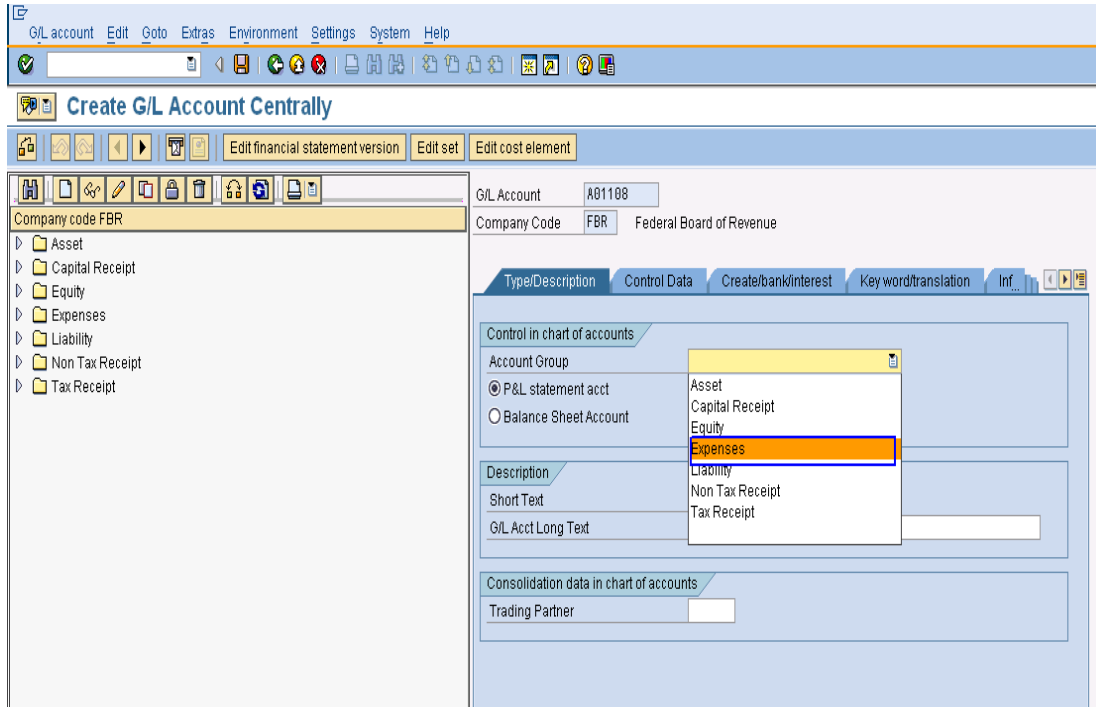 G/L account Edit Goto Extras Environment Settings System Help
Create G/L Account Centrally
Edit financial statement version Edit set Edit cost element
Company code FBR
Asset
Capital Receipt
Equity
Expenses
Liability
Non Tax Receipt
Tax Receipt
G/L Account A01108
Company Code FBR Federal Board of Revenue
Type/Description Control Data Create/bank/interest Key word/translation Inf...
Control in chart of accounts
Account Group
P&L statement acct
Balance Sheet Account
Asset
Capital Receipt
Equity
Expenses
Liability
Non Tax Receipt
Tax Receipt
Description
Short Text
G/L Acct Long Text
Consolidation data in chart of accounts
Trading Partner